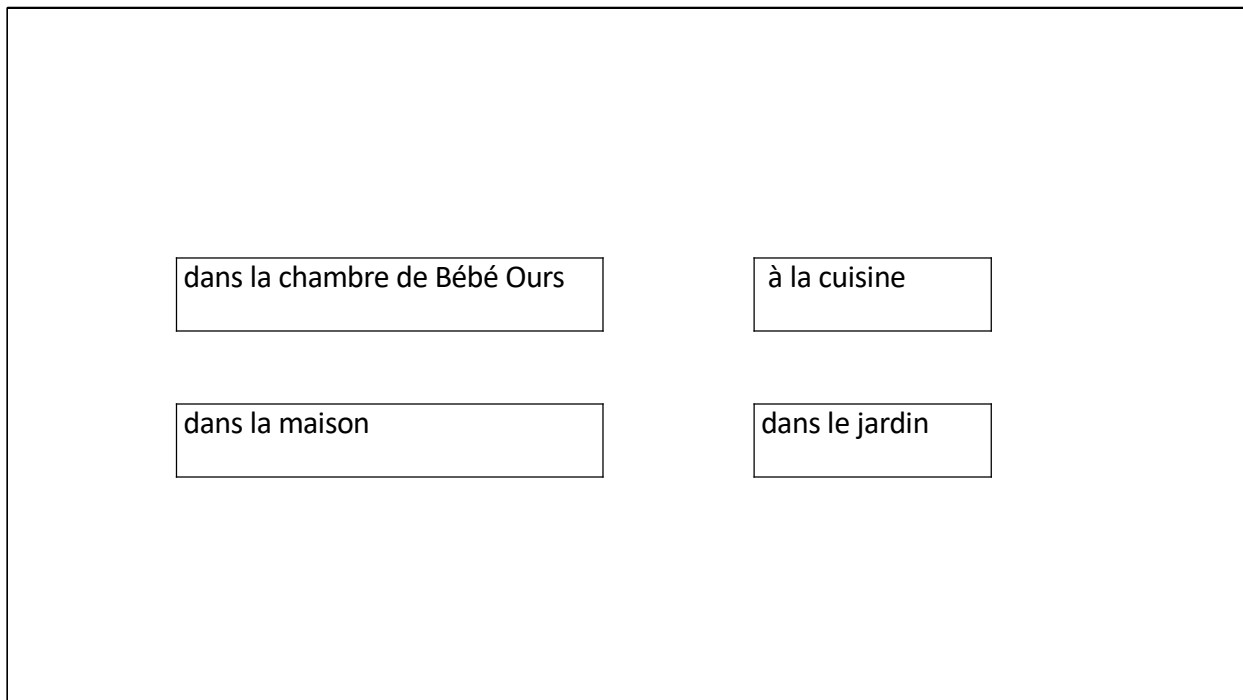 dans la chambre de Bébé Ours
à la cuisine
dans la maison
dans le jardin